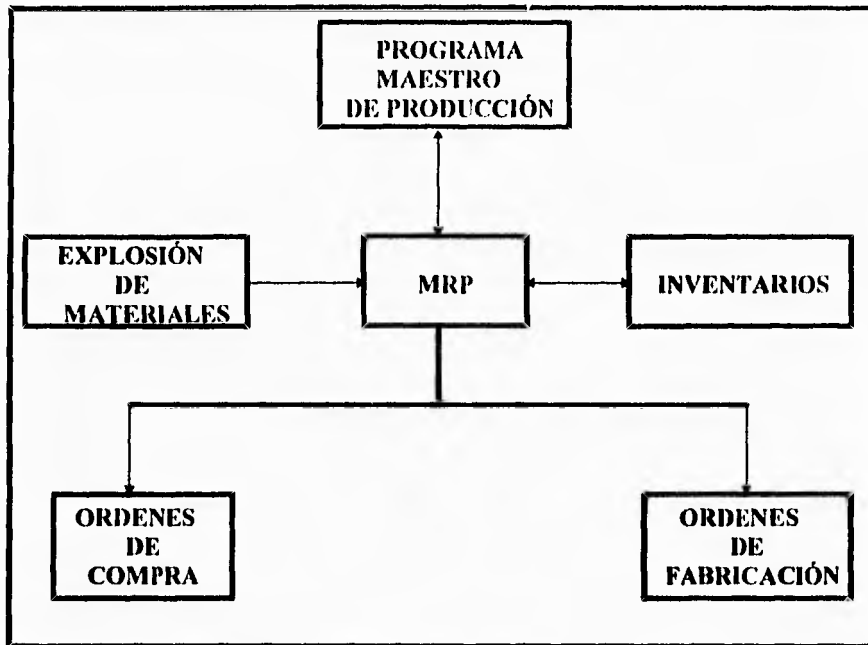 PROGRAMA
MAESTRO
DE PRODUCCIÓN
EXPLOSIÓN
DE
MATERIALES
MRP
INVENTARIOS
ORDENES
DE
COMPRA
ORDENES
DE
FABRICACIÓN